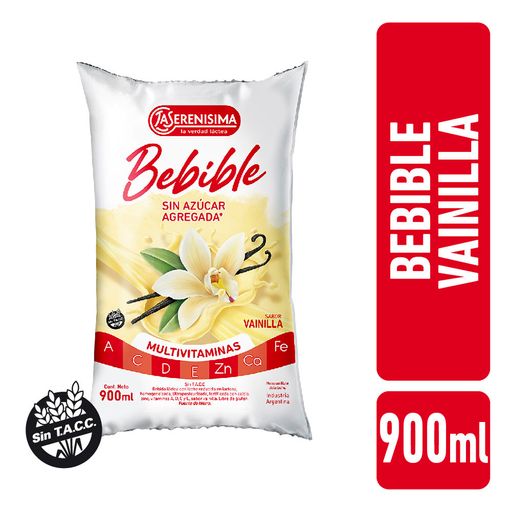 LA SERENISIMA
la verdad láctea
Bebible
SIN AZÚCAR
AGREGADA*
SABOR
VAINILLA
MULTIVITAMINAS
A C D E Zn Ca Fe
Cont. Neto
900ml
Sin T.A.C.C.
Industria
Argentina
Sin T.A.C.C.
BEBIBLE
VAINILLA
900ml